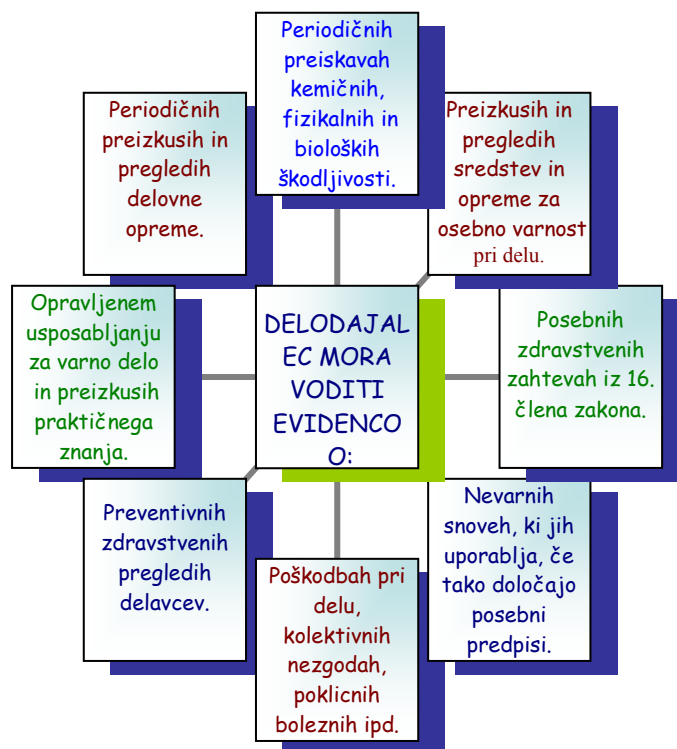 DELODAJAL
EC MORA
VODITI
EVIDENCO
O:
Periodičnih
preiskavah
kemičnih,
fizikalnih in
bioloških
škodljivosti.
Preizkusih in
pregledih
sredstev in
opreme za
osebno varnost
pri delu.
Posebnih
zdravstvenih
zahtevah iz 16.
člena zakona.
Nevarnih
snoveh, ki jih
uporablja, če
tako določajo
posebni
predpisi.
Poškodbah pri
delu,
kolektivnih
nezgodah,
poklicnih
boleznih ipd.
Preventivnih
zdravstvenih
pregledih
delavcev.
Opravljenem
usposabljanju
za varno delo
in preizkusih
praktičnega
znanja.
Periodičnih
preizkusih in
pregledih
delovne
opreme.